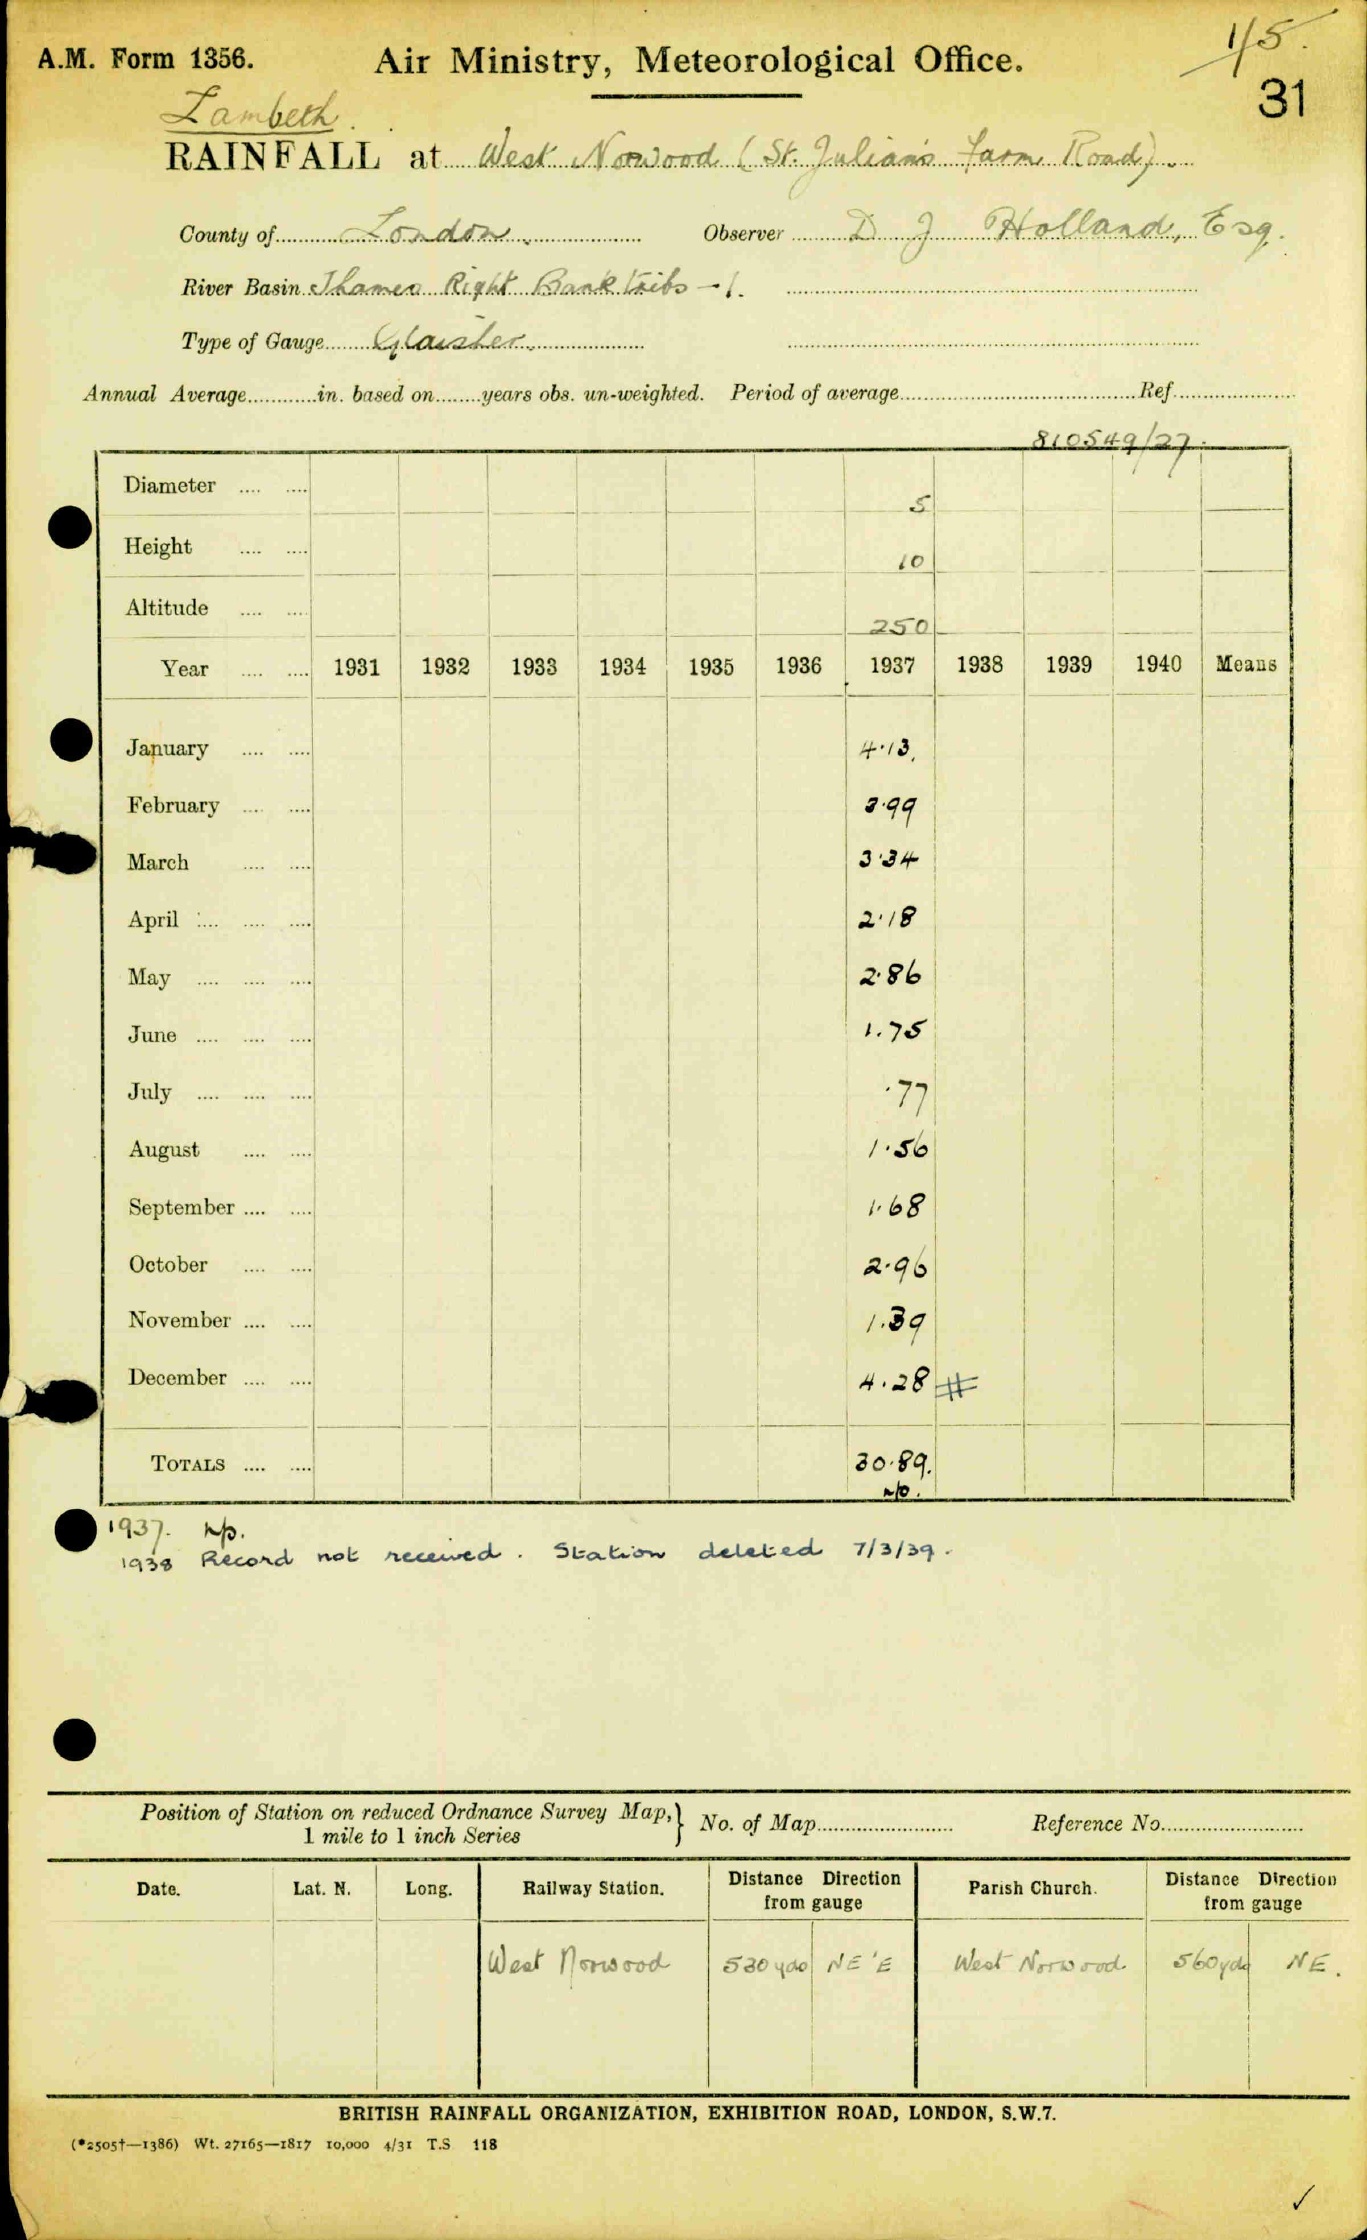 1/5.
A.M. Form 1356. Air Ministry, Meteorological Office.
31
Lambeth.
RAINFALL at West Norwood (St. Julian's Farm Road).
County of London. Observer D J Holland, Esq.
River Basin Thames Right Bank tribs - 1.
Type of Gauge Glaisher.
Annual Average............in. based on........years obs. un-weighted. Period of average............Ref............
810549/27.
Diameter .... .... 5
Height .... .... 10
Altitude .... .... 250
Year .... .... 1931 1932 1933 1934 1935 1936 1937 1938 1939 1940 Means
January .... .... 4.13.
February .... .... 3.99
March .... .... 3.34
April .... .... .... 2.18
May .... .... .... 2.86
June .... .... .... 1.75
July .... .... .... .77
August .... .... 1.56
September .... .... 1.68
October .... .... 2.96
November .... .... 1.39
December .... .... 4.28 #
TOTALS .... .... 30.89.
np.
1937. np.
1938 Record not received. Station deleted 7/3/39.
Position of Station on reduced Ordnance Survey Map,} No. of Map............ Reference No............
1 mile to 1 inch Series
Date. Lat. N. Long. Railway Station. Distance Direction from gauge Parish Church. Distance Direction from gauge
West Norwood 530 yds NE'E West Norwood 560 yds NE.
BRITISH RAINFALL ORGANIZATION, EXHIBITION ROAD, LONDON, S.W.7.
(*2505†—1386) Wt. 27165—1817 10,000 4/31 T.S 118
✓